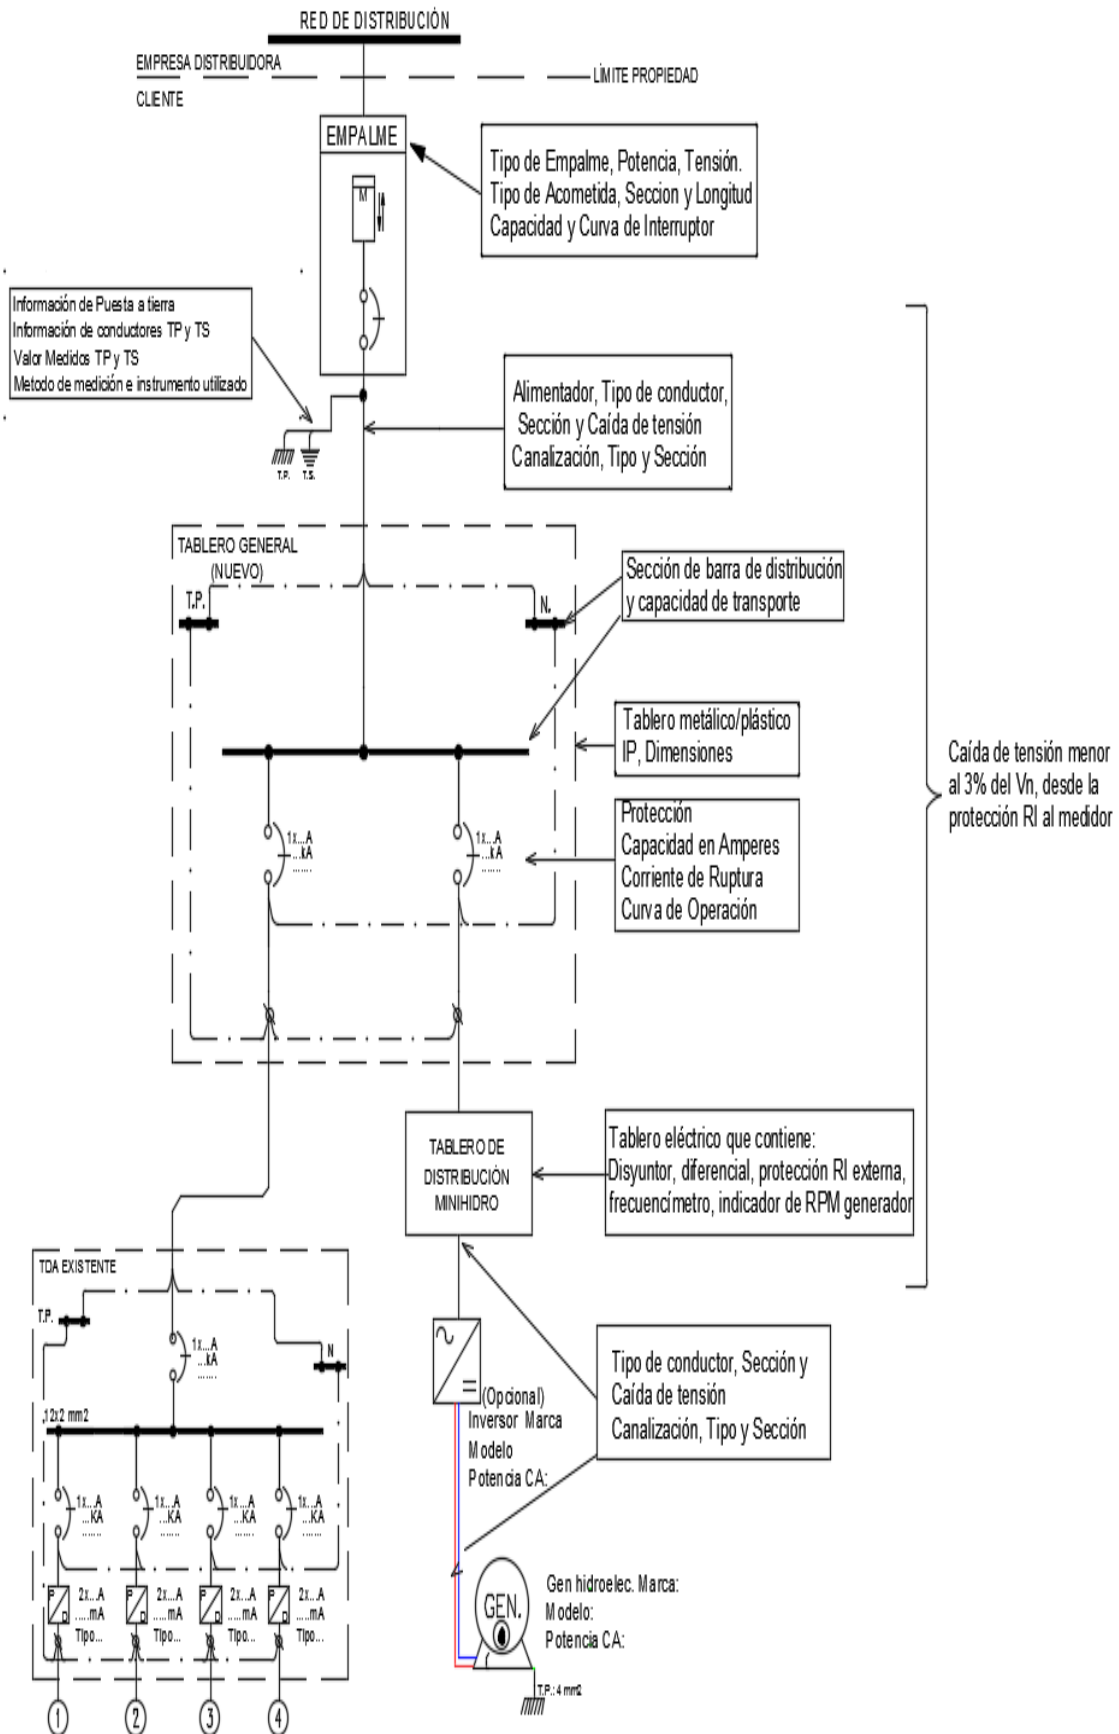 RED DE DISTRIBUCIÓN
EMPRESA DISTRIBUIDORA
LÍMITE PROPIEDAD
CLIENTE
EMPALME
M
Tipo de Empalme, Potencia, Tensión.
Tipo de Acometida, Seccion y Longitud
Capacidad y Curva de Interruptor
Información de Puesta a tierra
Información de conductores TP y TS
Valor Medidos TP y TS
Metodo de medición e instrumento utilizado
T.P.
T.S.
Alimentador, Tipo de conductor,
Sección y Caída de tensión
Canalización, Tipo y Sección
TABLERO GENERAL
(NUEVO)
T.P.
N.
Sección de barra de distribución
y capacidad de transporte
Tablero metálico/plástico
IP, Dimensiones
Caída de tensión menor
al 3% del Vn, desde la
protección RI al medidor
1x...A
...kA
.......
1x...A
...kA
.......
Protección
Capacidad en Amperes
Corriente de Ruptura
Curva de Operación
TABLERO DE
DISTRIBUCIÓN
MINIHIDRO
Tablero eléctrico que contiene:
Disyuntor, diferencial, protección RI externa,
frecuencímetro, indicador de RPM generador
TDA EXISTENTE
T.P.
N
1x...A
...kA
.......
12x2 mm2
1x...A
...KA
.......
1x...A
...KA
.......
1x...A
...KA
.......
1x...A
...KA
.......
2x...A
.....mA
Tipo...
2x...A
.....mA
Tipo...
2x...A
.....mA
Tipo...
2x...A
.....mA
Tipo...
1
2
3
4
(Opcional)
Inversor Marca
Modelo
Potencia CA:
Tipo de conductor, Sección y
Caída de tensión
Canalización, Tipo y Sección
GEN.
Gen hidroelec. Marca:
Modelo:
Potencia CA:
T.P.: 4 mm2